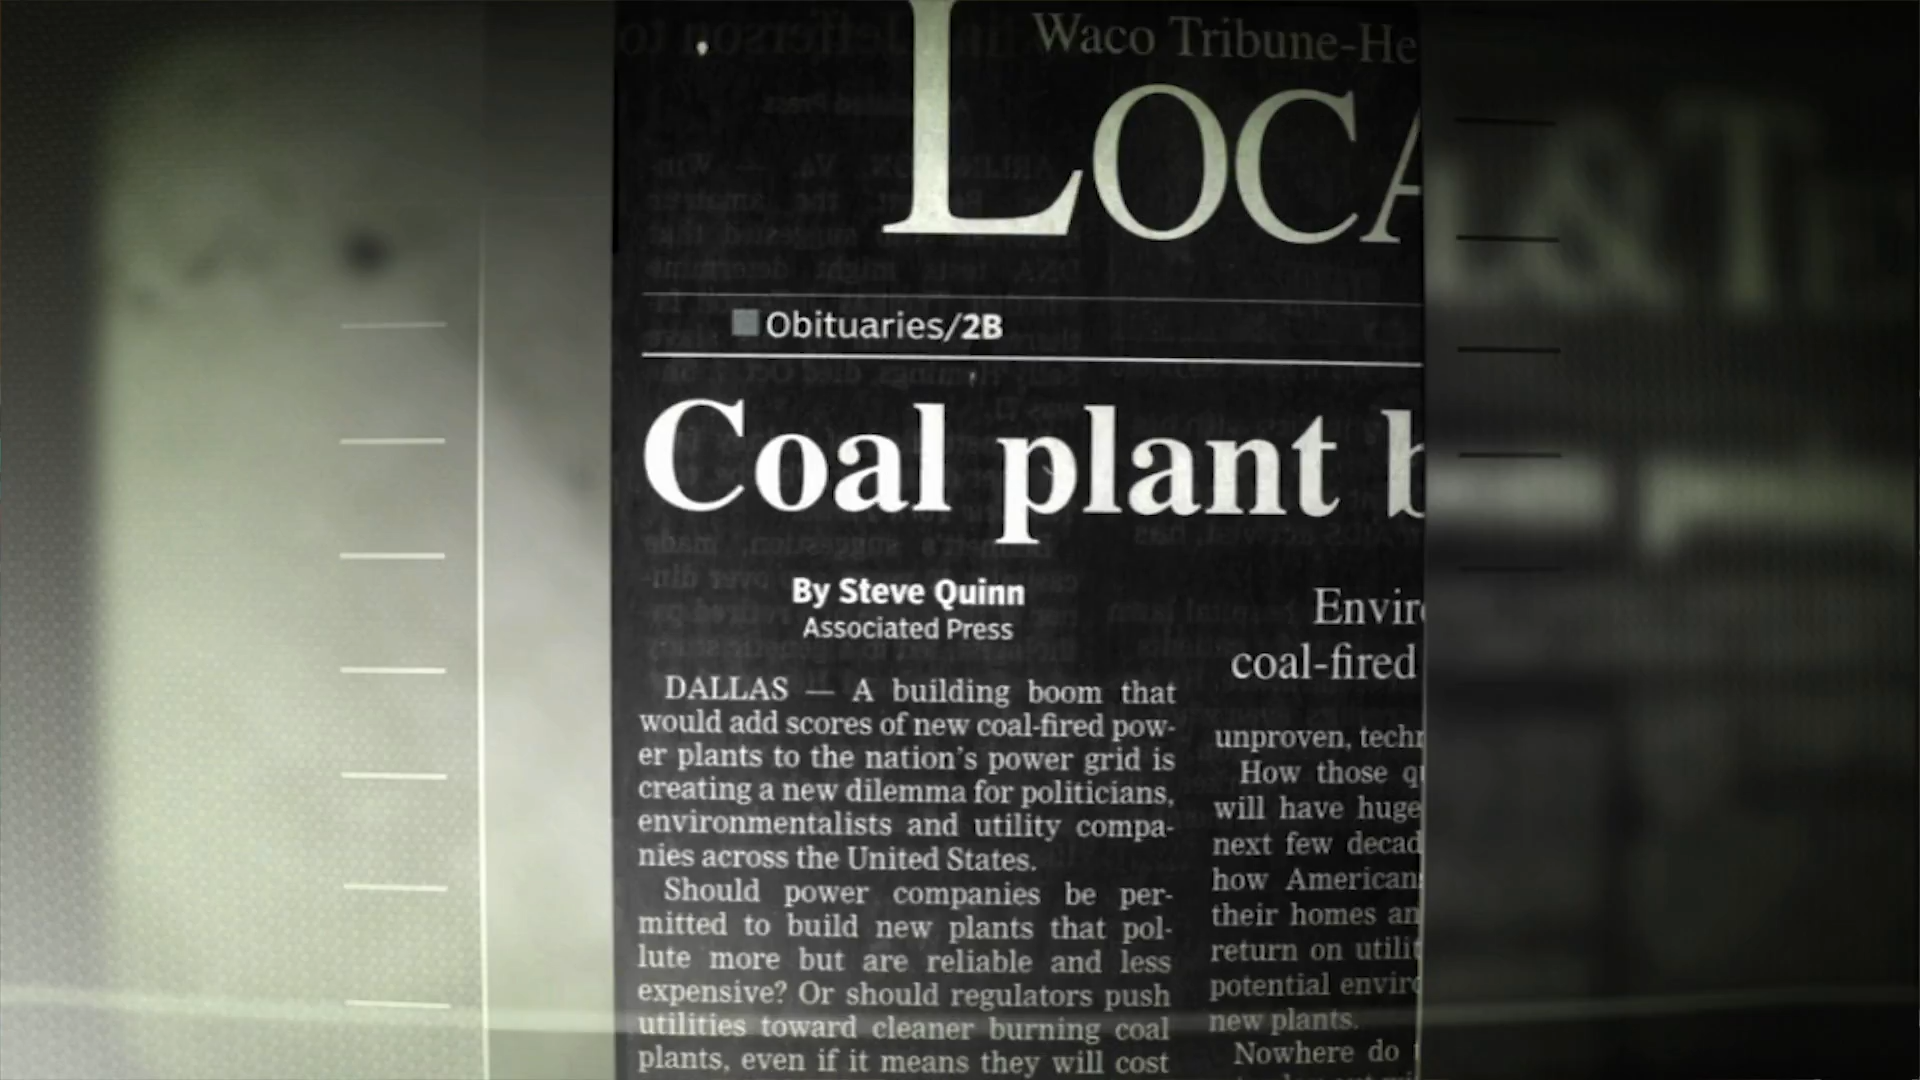 Waco Tribune-He
LOCA
Obituaries/2B
Coal plant b
By Steve Quinn
Associated Press
DALLAS — A building boom that
would add scores of new coal-fired pow-
er plants to the nation's power grid is
creating a new dilemma for politicians,
environmentalists and utility compa-
nies across the United States.
Should power companies be per-
mitted to build new plants that pol-
lute more but are reliable and less
expensive? Or should regulators push
utilities toward cleaner burning coal
plants, even if it means they will cost
Envir
coal-fired
unproven, techn
How those qu
will have huge
next few decad
how American
their homes an
return on utilit
potential enviro
new plants.
Nowhere do